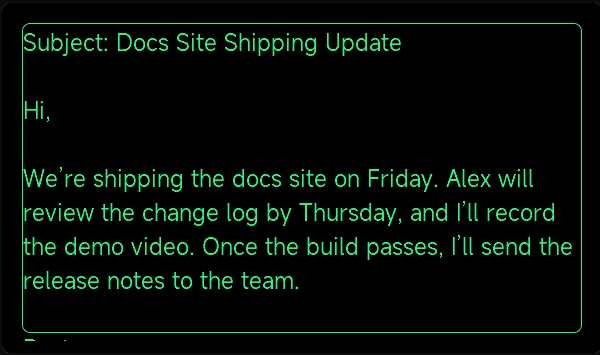 Subject: Docs Site Shipping Update
Hi,
We’re shipping the docs site on Friday. Alex will
review the change log by Thursday, and I’ll record
the demo video. Once the build passes, I’ll send the
release notes to the team.